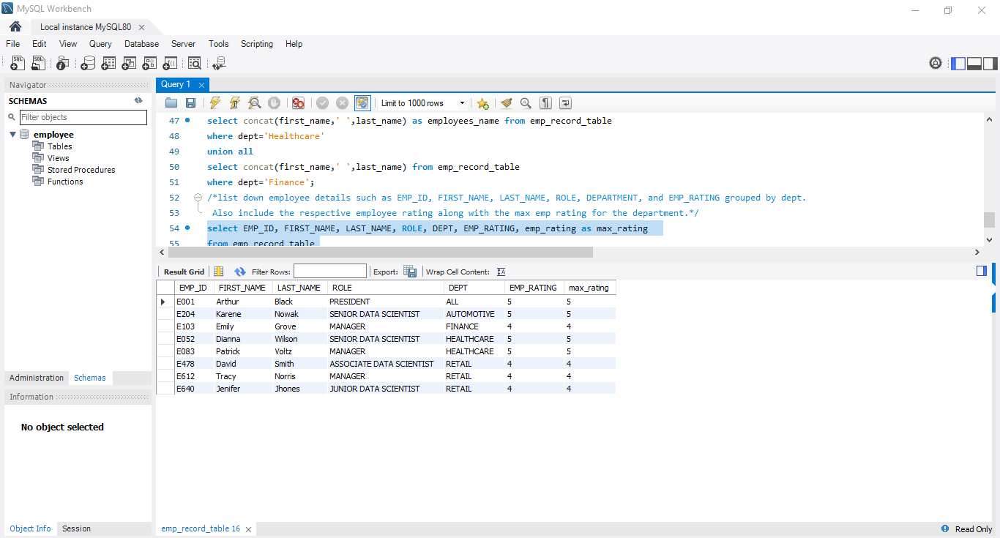 MySQL Workbench
Local instance MySQL80
File Edit View Query Database Server Tools Scripting Help
Navigator
SCHEMAS
Filter objects
employee
Tables
Views
Stored Procedures
Functions
Administration Schemas
Information
No object selected
Object Info Session
Query 1
Limit to 1000 rows
47 select concat(first_name,' ',last_name) as employees_name from emp_record_table
48 where dept='Healthcare'
49 union all
50 select concat(first_name,' ',last_name) from emp_record_table
51 where dept='Finance';
52 /*list down employee details such as EMP_ID, FIRST_NAME, LAST_NAME, ROLE, DEPARTMENT, and EMP_RATING grouped by dept.
53 Also include the respective employee rating along with the max emp rating for the department.*/
54 select EMP_ID, FIRST_NAME, LAST_NAME, ROLE, DEPT, EMP_RATING, emp_rating as max_rating
55 from emp_record_table
Result Grid Filter Rows: Export: Wrap Cell Content:
EMP_ID FIRST_NAME LAST_NAME ROLE DEPT EMP_RATING max_rating
E001 Arthur Black PRESIDENT ALL 5 5
E204 Karene Nowak SENIOR DATA SCIENTIST AUTOMOTIVE 5 5
E103 Emily Grove MANAGER FINANCE 4 4
E052 Dianna Wilson SENIOR DATA SCIENTIST HEALTHCARE 5 5
E083 Patrick Voltz MANAGER HEALTHCARE 5 5
E478 David Smith ASSOCIATE DATA SCIENTIST RETAIL 4 4
E612 Tracy Norris MANAGER RETAIL 4 4
E640 Jenifer Jhones JUNIOR DATA SCIENTIST RETAIL 4 4
emp_record_table 16
Read Only